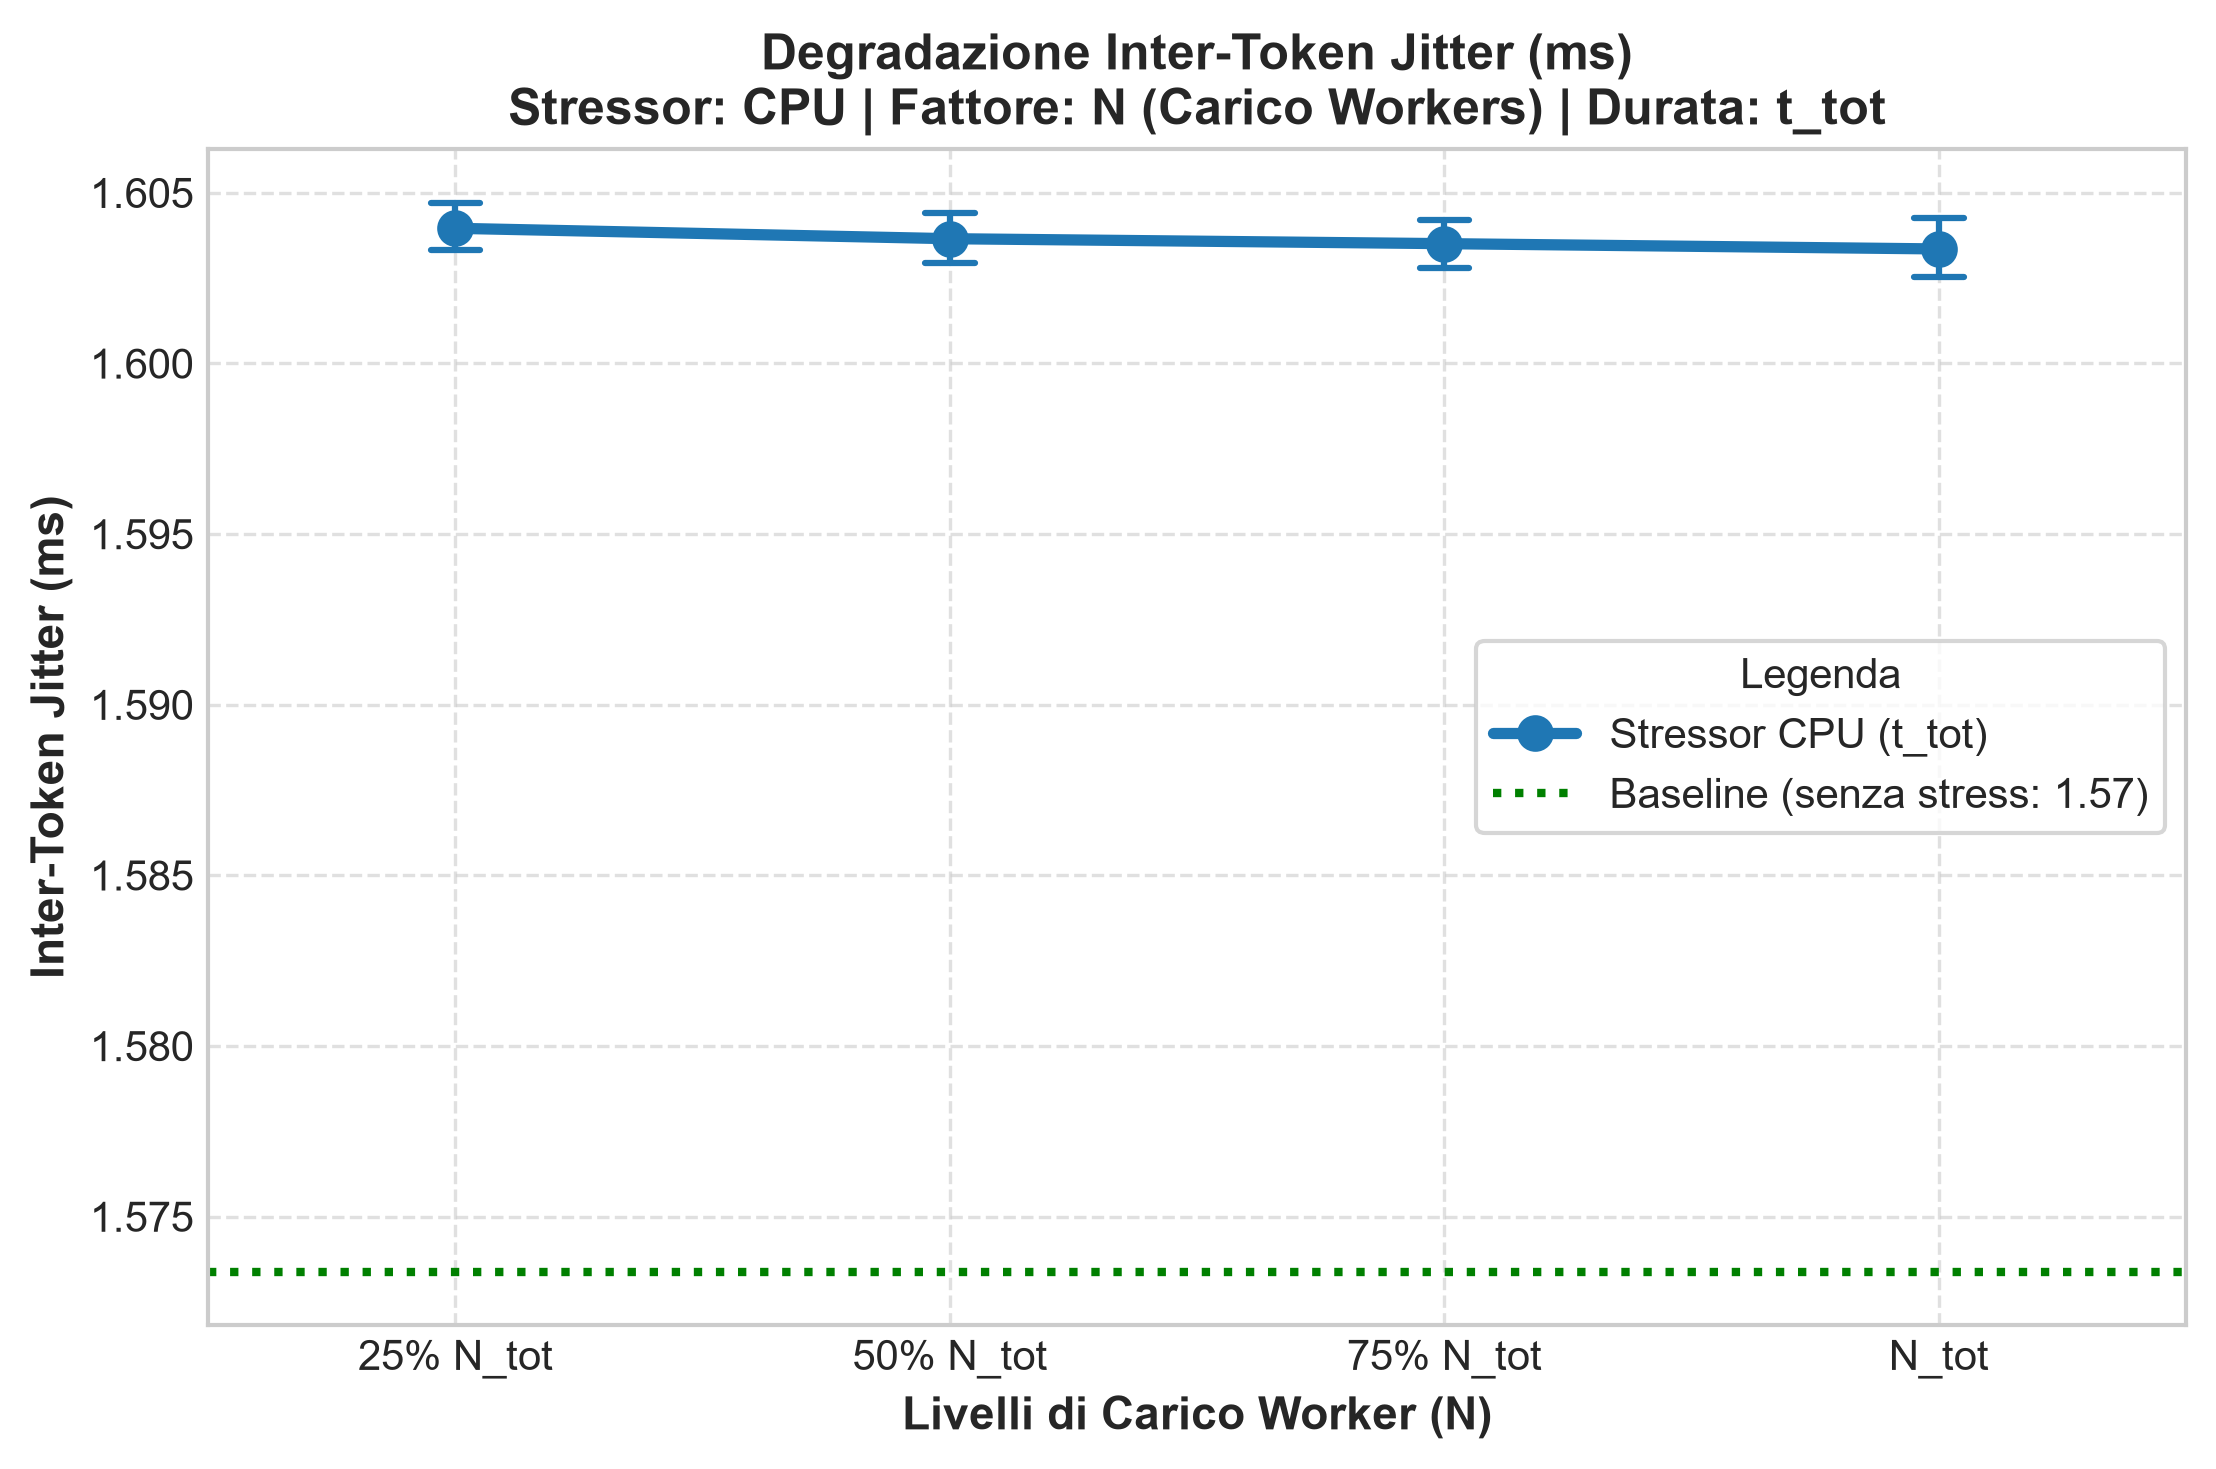 Degradazione Inter-Token Jitter (ms)
Stressor: CPU | Fattore: N (Carico Workers) | Durata: t_tot
Inter-Token Jitter (ms)
1.605
1.600
1.595
1.590
1.585
1.580
1.575
Legenda
Stressor CPU (t_tot)
Baseline (senza stress: 1.57)
25% N_tot
50% N_tot
75% N_tot
N_tot
Livelli di Carico Worker (N)